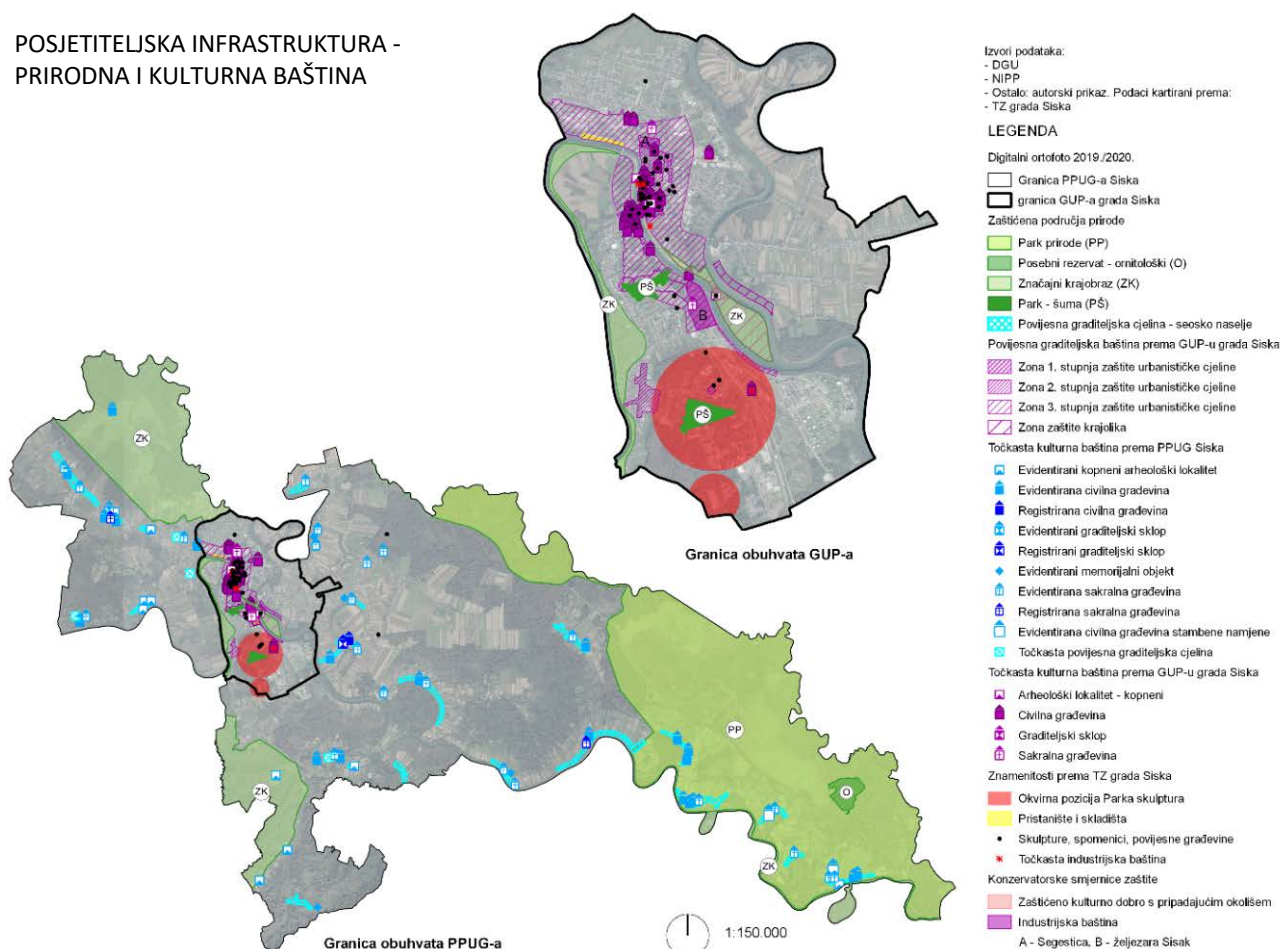 POSJETITELJSKA INFRASTRUKTURA -
PRIRODNA I KULTURNA BAŠTINA
Izvori podataka:
- DGU
- NIPP
- Ostalo: autorski prikaz. Podaci kartirani prema:
- TZ grada Siska
LEGENDA
Digitalni ortofoto 2019./2020.
Granica PPUG-a Siska
granica GUP-a grada Siska
Zaštićena područja prirode
Park prirode (PP)
Posebni rezervat - ornitološki (O)
Značajni krajobraz (ZK)
Park - šuma (PŠ)
Povijesna graditeljska cjelina - seosko naselje
Povijesna graditeljska baština prema GUP-u grada Siska
Zona 1. stupnja zaštite urbanističke cjeline
Zona 2. stupnja zaštite urbanističke cjeline
Zona 3. stupnja zaštite urbanističke cjeline
Zona zaštite krajolika
Točkasta kulturna baština prema PPUG Siska
Evidentirani kopneni arheološki lokalitet
Evidentirana civilna građevina
Registrirana civilna građevina
Evidentirani graditeljski sklop
Registrirani graditeljski sklop
Evidentirani memorijalni objekt
Evidentirana sakralna građevina
Registrirana sakralna građevina
Evidentirana civilna građevina stambene namjene
Točkasta povijesna graditeljska cjelina
Točkasta kulturna baština prema GUP-u grada Siska
Arheološki lokalitet - kopneni
Civilna građevina
Graditeljski sklop
Sakralna građevina
Znamenitosti prema TZ grada Siska
Okvirna pozicija Parka skulptura
Pristanište i skladišta
Skulpture, spomenici, povijesne građevine
Točkasta industrijska baština
Konzervatorske smjernice zaštite
Zaštićeno kulturno dobro s pripadajućim okolišem
Industrijska baština
A - Segestica, B - željezara Sisak
A
PŠ
ZK
B
ZK
PŠ
Granica obuhvata GUP-a
ZK
PP
O
ZK
ZK
Granica obuhvata PPUG-a
1:150.000